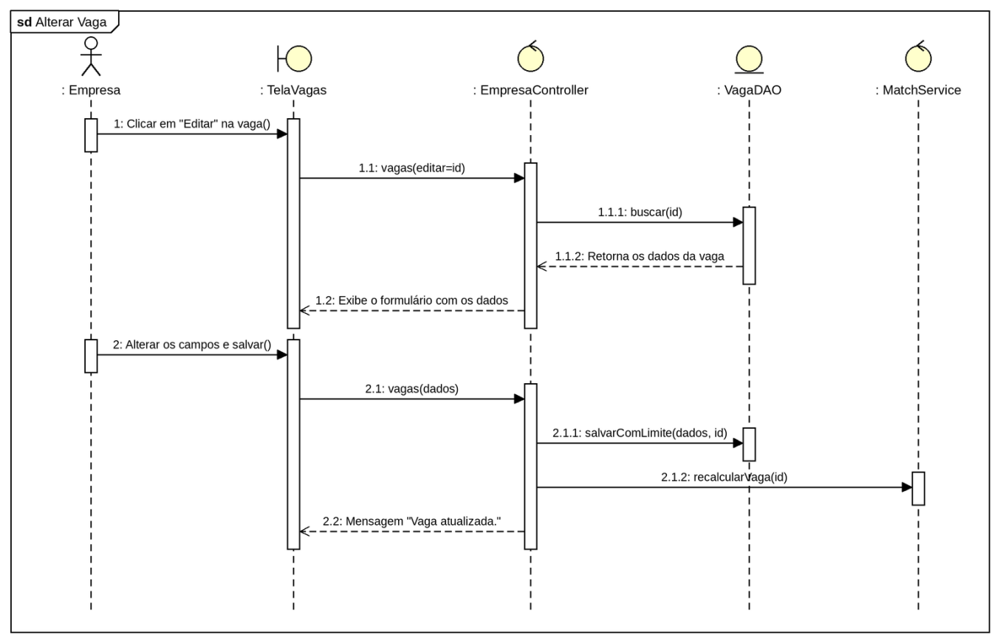 sd Alterar Vaga
: Empresa
: TelaVagas
: EmpresaController
: VagaDAO
: MatchService
1: Clicar em "Editar" na vaga()
1.1: vagas(editar=id)
1.1.1: buscar(id)
1.1.2: Retorna os dados da vaga
1.2: Exibe o formulário com os dados
2: Alterar os campos e salvar()
2.1: vagas(dados)
2.1.1: salvarComLimite(dados, id)
2.1.2: recalcularVaga(id)
2.2: Mensagem "Vaga atualizada."